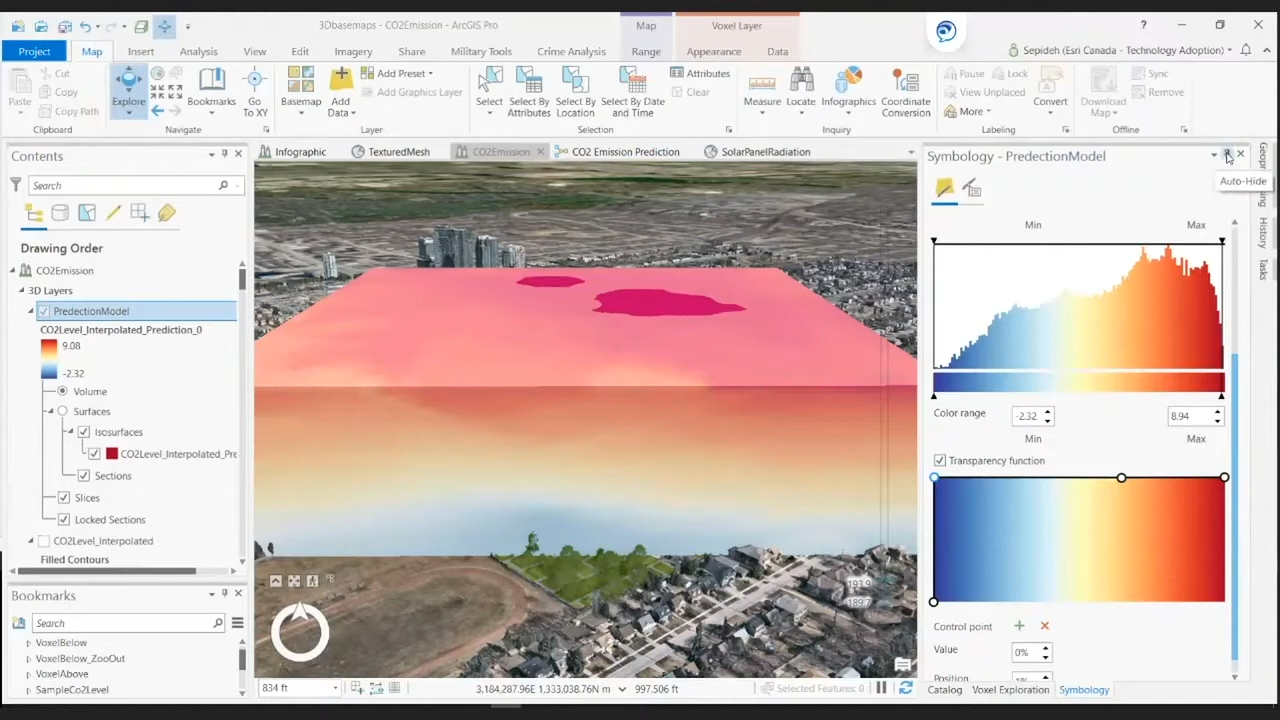 3Dbasemaps - CO2Emission - ArcGIS Pro
Map
Voxel Layer
?
Project
Map
Insert
Analysis
View
Edit
Imagery
Share
Military Tools
Crime Analysis
Range
Appearance
Data
Sepideh (Esri Canada - Technology Adoption)
Paste
Cut
Copy
Copy Path
Clipboard
Explore
Bookmarks
Go To XY
Navigate
Basemap
Add Data
Add Preset
Add Graphics Layer
Layer
Select
Select By Attributes
Select By Location
Select By Date and Time
Attributes
Clear
Selection
Measure
Locate
Infographics
Coordinate Conversion
Inquiry
Pause
Lock
View Unplaced
More
Convert
Labeling
Download Map
Sync
Remove
Offline
Contents
Search
Drawing Order
CO2Emission
3D Layers
PredectionModel
CO2Level_Interpolated_Prediction_0
9.08
-2.32
Volume
Surfaces
Isosurfaces
CO2Level_Interpolated_Pre
Sections
Slices
Locked Sections
CO2Level_Interpolated
Filled Contours
Bookmarks
Search
VoxelBelow
VoxelBelow_ZooOut
VoxelAbove
SampleCo2Level
Infographic
TexturedMesh
CO2Emission
CO2 Emission Prediction
SolarPanelRadiation
193.9
189.7
834 ft
3,184,287.96E 1,333,038.76N m
997.506 ft
Selected Features: 0
Symbology - PredectionModel
Auto-Hide
Min
Max
Color range
-2.32
8.94
Min
Max
Transparency function
Control point
Value
0%
Position
Catalog
Voxel Exploration
Symbology
History
Tasks